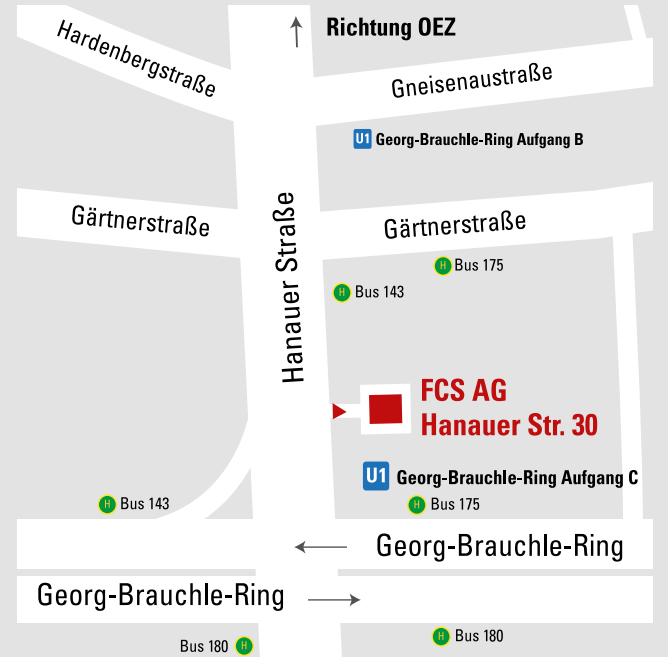 Richtung OEZ
Hardenbergstraße
Gneisenaustraße
U1 Georg-Brauchle-Ring Aufgang B
Gärtnerstraße
Hanauer Straße
Gärtnerstraße
H Bus 175
H Bus 143
FCS AG
Hanauer Str. 30
U1 Georg-Brauchle-Ring Aufgang C
H Bus 143
H Bus 175
Georg-Brauchle-Ring
Georg-Brauchle-Ring
Bus 180 H
H Bus 180